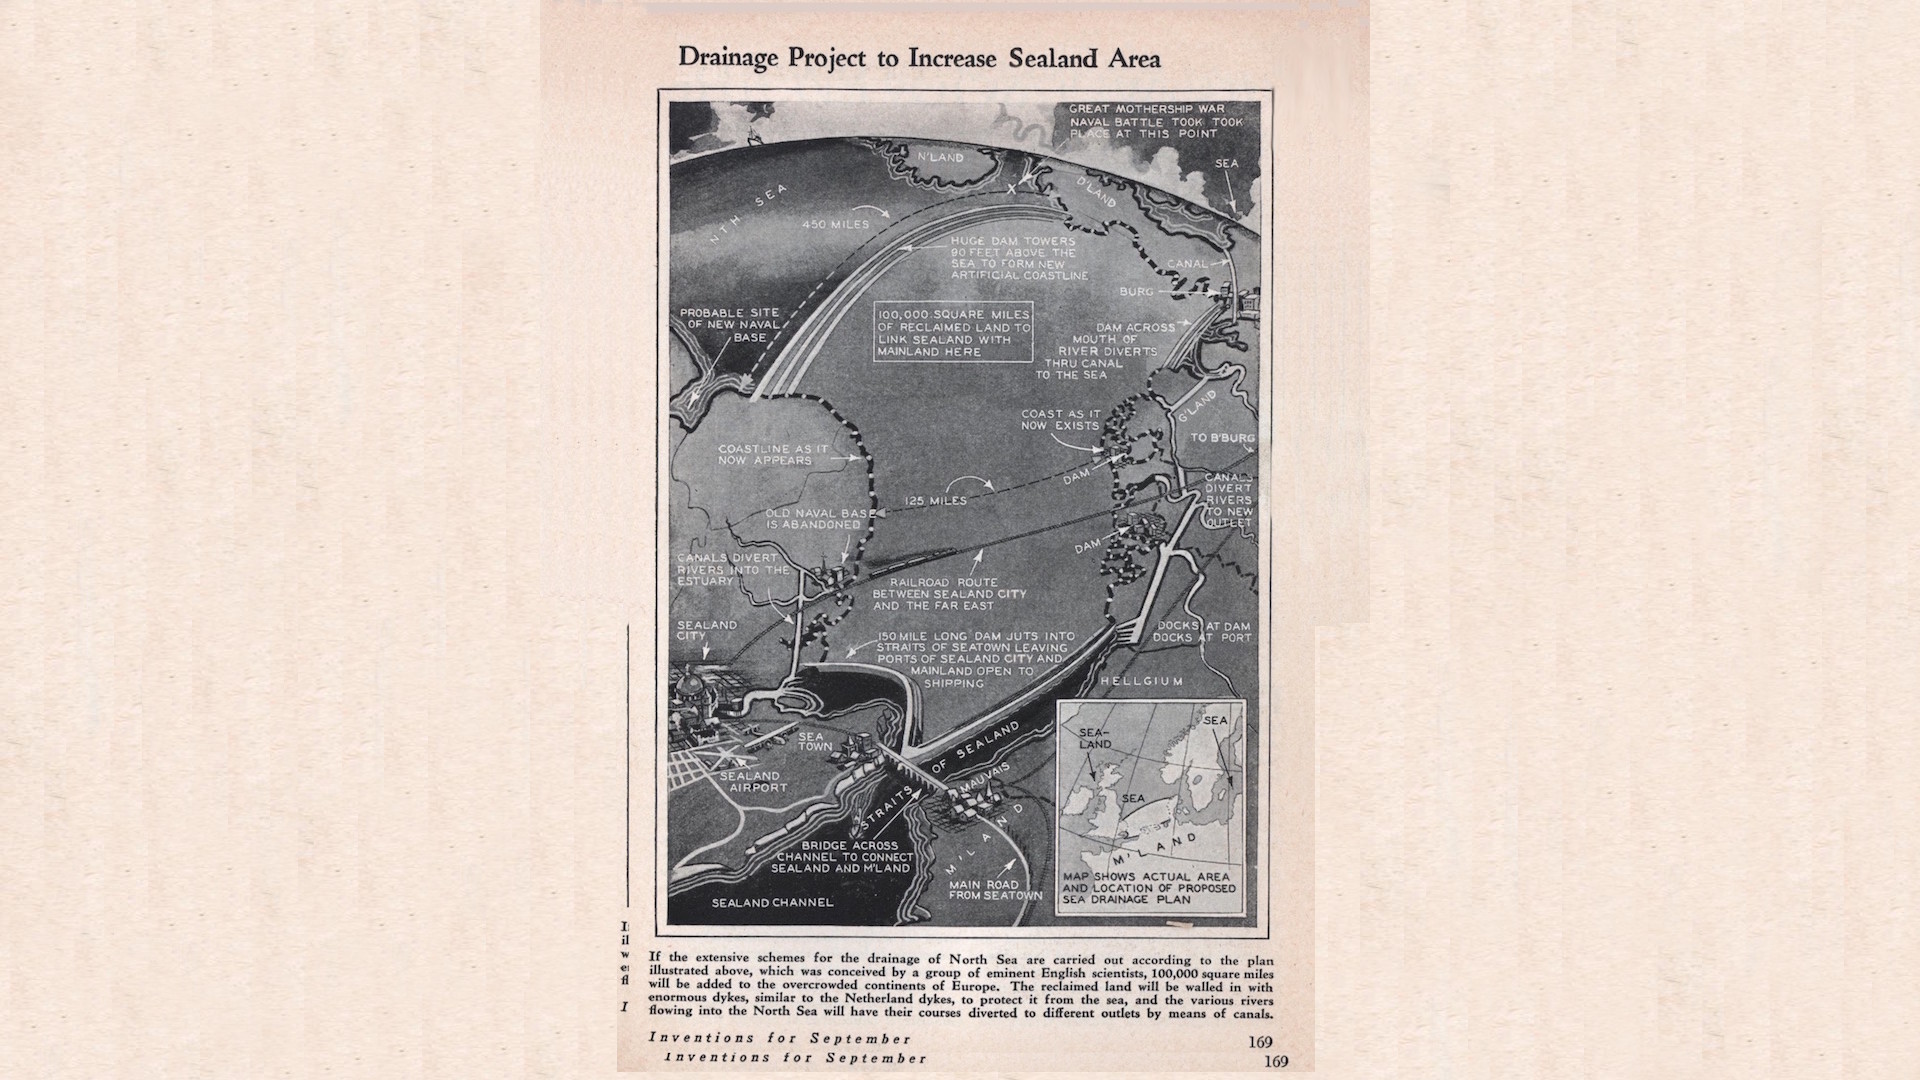 Drainage Project to Increase Sealand Area
GREAT MOTHERSHIP WAR
NAVAL BATTLE TOOK TOOK
PLACE AT THIS POINT
SEA
N'LAND
D'LAND
X
NTH SEA
450 MILES
HUGE DAM TOWERS
90 FEET ABOVE THE
SEA TO FORM NEW
ARTIFICIAL COASTLINE
CANAL
BURG
PROBABLE SITE
OF NEW NAVAL
BASE
100,000 SQUARE MILES
OF RECLAIMED LAND TO
LINK SEALAND WITH
MAINLAND HERE
DAM ACROSS
MOUTH OF
RIVER DIVERTS
THRU CANAL
TO THE SEA
G'LAND
COAST AS IT
NOW EXISTS
TO B'BURG
COASTLINE AS IT
NOW APPEARS
DAM
125 MILES
CANALS
DIVERT
RIVERS
TO NEW
OUTLET
OLD NAVAL BASE
IS ABANDONED
DAM
CANALS DIVERT
RIVERS INTO THE
ESTUARY
RAILROAD ROUTE
BETWEEN SEALAND CITY
AND THE FAR EAST
SEALAND
CITY
150 MILE LONG DAM JUTS INTO
STRAITS OF SEATOWN LEAVING
PORTS OF SEALAND CITY AND
MAINLAND OPEN TO
SHIPPING
DOCKS AT DAM
DOCKS AT PORT
HELLGIUM
SEA
TOWN
SEALAND
AIRPORT
STRAITS OF SEALAND
MAUVAIS
M'LAND
BRIDGE ACROSS
CHANNEL TO CONNECT
SEALAND AND M'LAND
MAIN ROAD
FROM SEATOWN
SEALAND CHANNEL
SEA
SEA-
LAND
SEA
M'LAND
MAP SHOWS ACTUAL AREA
AND LOCATION OF PROPOSED
SEA DRAINAGE PLAN
If the extensive schemes for the drainage of North Sea are carried out according to the plan
illustrated above, which was conceived by a group of eminent English scientists, 100,000 square miles
will be added to the overcrowded continents of Europe. The reclaimed land will be walled in with
enormous dykes, similar to the Netherland dykes, to protect it from the sea, and the various rivers
flowing into the North Sea will have their courses diverted to different outlets by means of canals.
Inventions for September
169
Inventions for September
169